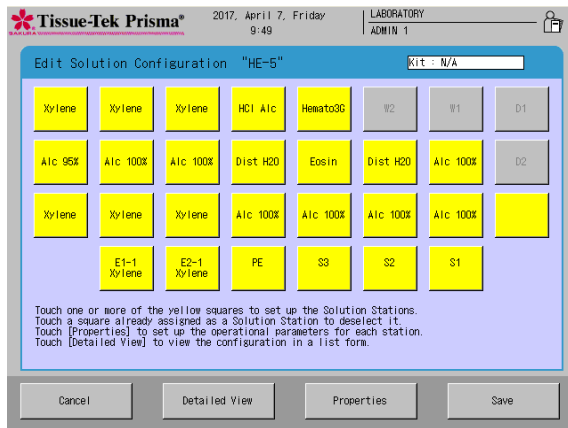 Tissue-Tek Prisma®
SAKURA
2017, April 7, Friday
9:49
LABORATORY
ADMIN 1
Edit Solution Configuration "HE-5"
Kit : N/A
Xylene Xylene Xylene HCl Alc Hemato3G W2 W1 D1
Alc 95% Alc 100% Alc 100% Dist H2O Eosin Dist H2O Alc 100% D2
Xylene Xylene Xylene Alc 100% Alc 100% Alc 100% Alc 100%
E1-1 Xylene E2-1 Xylene PE S3 S2 S1
Touch one or more of the yellow squares to set up the Solution Stations.
Touch a square already assigned as a Solution Station to deselect it.
Touch [Properties] to set up the operational parameters for each station.
Touch [Detailed View] to view the configuration in a list form.
Cancel Detailed View Properties Save